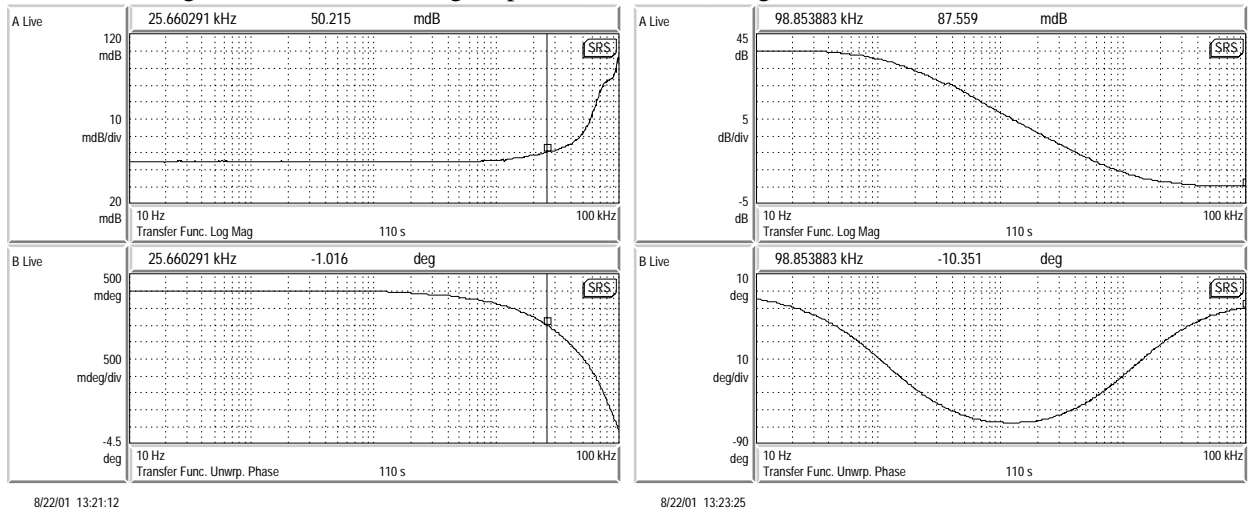 A Live
25.660291 kHz 50.215 mdB
120
mdB
SRS
10
mdB/div
20
mdB
10 Hz 100 kHz
Transfer Func. Log Mag 110 s
B Live
25.660291 kHz -1.016 deg
500
mdeg
SRS
500
mdeg/div
-4.5
deg
10 Hz 100 kHz
Transfer Func. Unwrp. Phase 110 s
8/22/01 13:21:12
A Live
98.853883 kHz 87.559 mdB
45
dB
SRS
5
dB/div
-5
dB
10 Hz 100 kHz
Transfer Func. Log Mag 110 s
B Live
98.853883 kHz -10.351 deg
10
deg
SRS
10
deg/div
-90
deg
10 Hz 100 kHz
Transfer Func. Unwrp. Phase 110 s
8/22/01 13:23:25